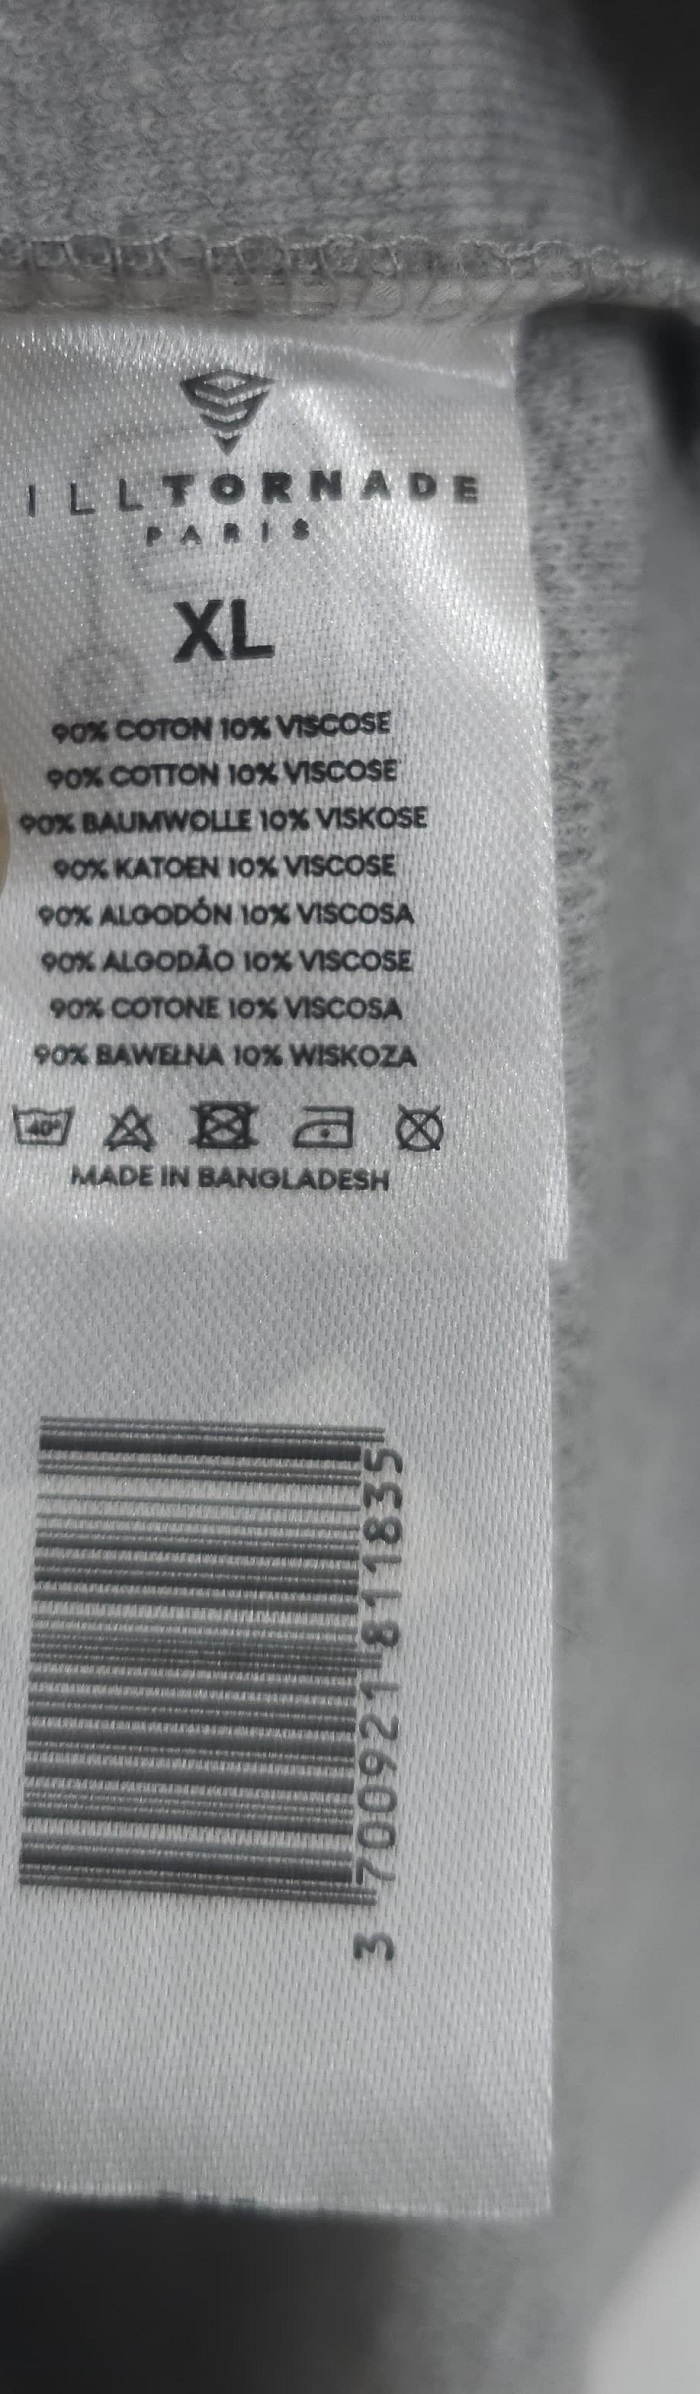 ILLTORNADE
PARIS
XL
90% COTON 10% VISCOSE
90% COTTON 10% VISCOSE
90% BAUMWOLLE 10% VISKOSE
90% KATOEN 10% VISCOSE
90% ALGODÓN 10% VISCOSA
90% ALGODÃO 10% VISCOSE
90% COTONE 10% VISCOSA
90% BAWEŁNA 10% WISKOZA
40°
MADE IN BANGLADESH
3 700921 811835